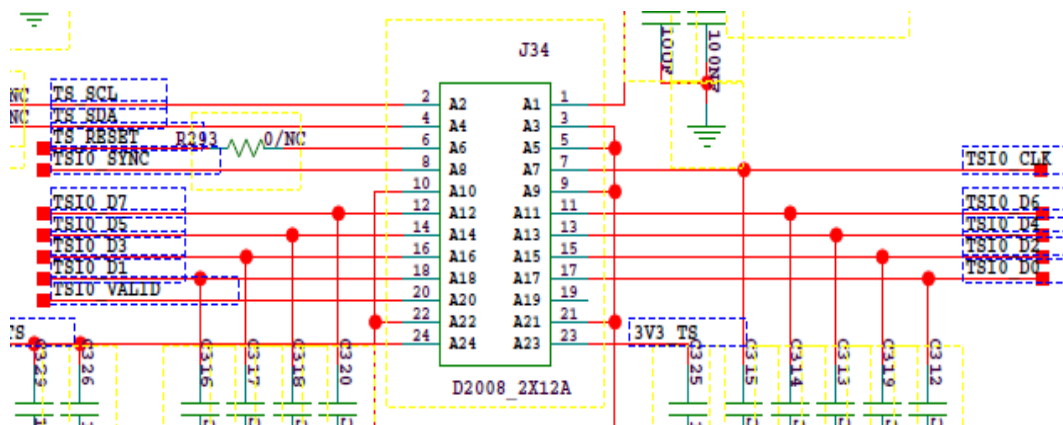 J34
10UF
100NF
NC TS_SCL 2 A2 A1 1
NC TS_SDA 4 A4 A3 3
TS_RESET R293 0/NC 6 A6 A5 5
TSI0_SYNC 8 A8 A7 7 TSI0_CLK
10 A10 A9 9
TSI0_D7 12 A12 A11 11 TSI0_D6
TSI0_D5 14 A14 A13 13 TSI0_D4
TSI0_D3 16 A16 A15 15 TSI0_D2
TSI0_D1 18 A18 A17 17 TSI0_D0
TSI0_VALID 20 A20 A19 19
22 A22 A21 21
TS 24 A24 A23 23 3V3_TS
C329 C326 C316 C317 C318 C320 C325 C315 C314 C313 C319 C312
D2008_2X12A